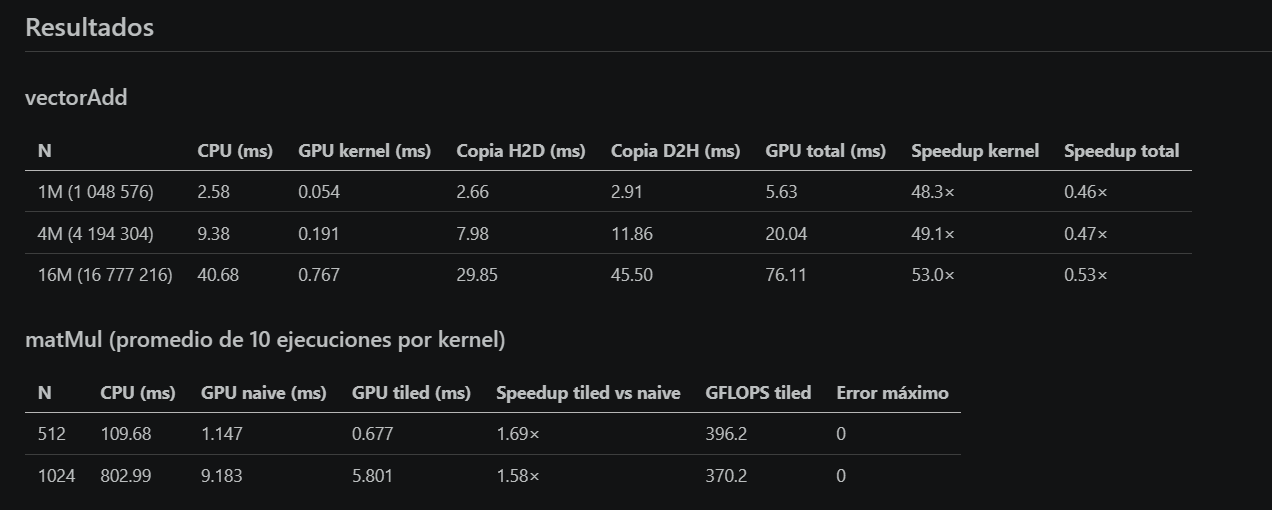 Resultados
vectorAdd
N CPU (ms) GPU kernel (ms) Copia H2D (ms) Copia D2H (ms) GPU total (ms) Speedup kernel Speedup total
1M (1 048 576) 2.58 0.054 2.66 2.91 5.63 48.3× 0.46×
4M (4 194 304) 9.38 0.191 7.98 11.86 20.04 49.1× 0.47×
16M (16 777 216) 40.68 0.767 29.85 45.50 76.11 53.0× 0.53×
matMul (promedio de 10 ejecuciones por kernel)
N CPU (ms) GPU naive (ms) GPU tiled (ms) Speedup tiled vs naive GFLOPS tiled Error máximo
512 109.68 1.147 0.677 1.69× 396.2 0
1024 802.99 9.183 5.801 1.58× 370.2 0